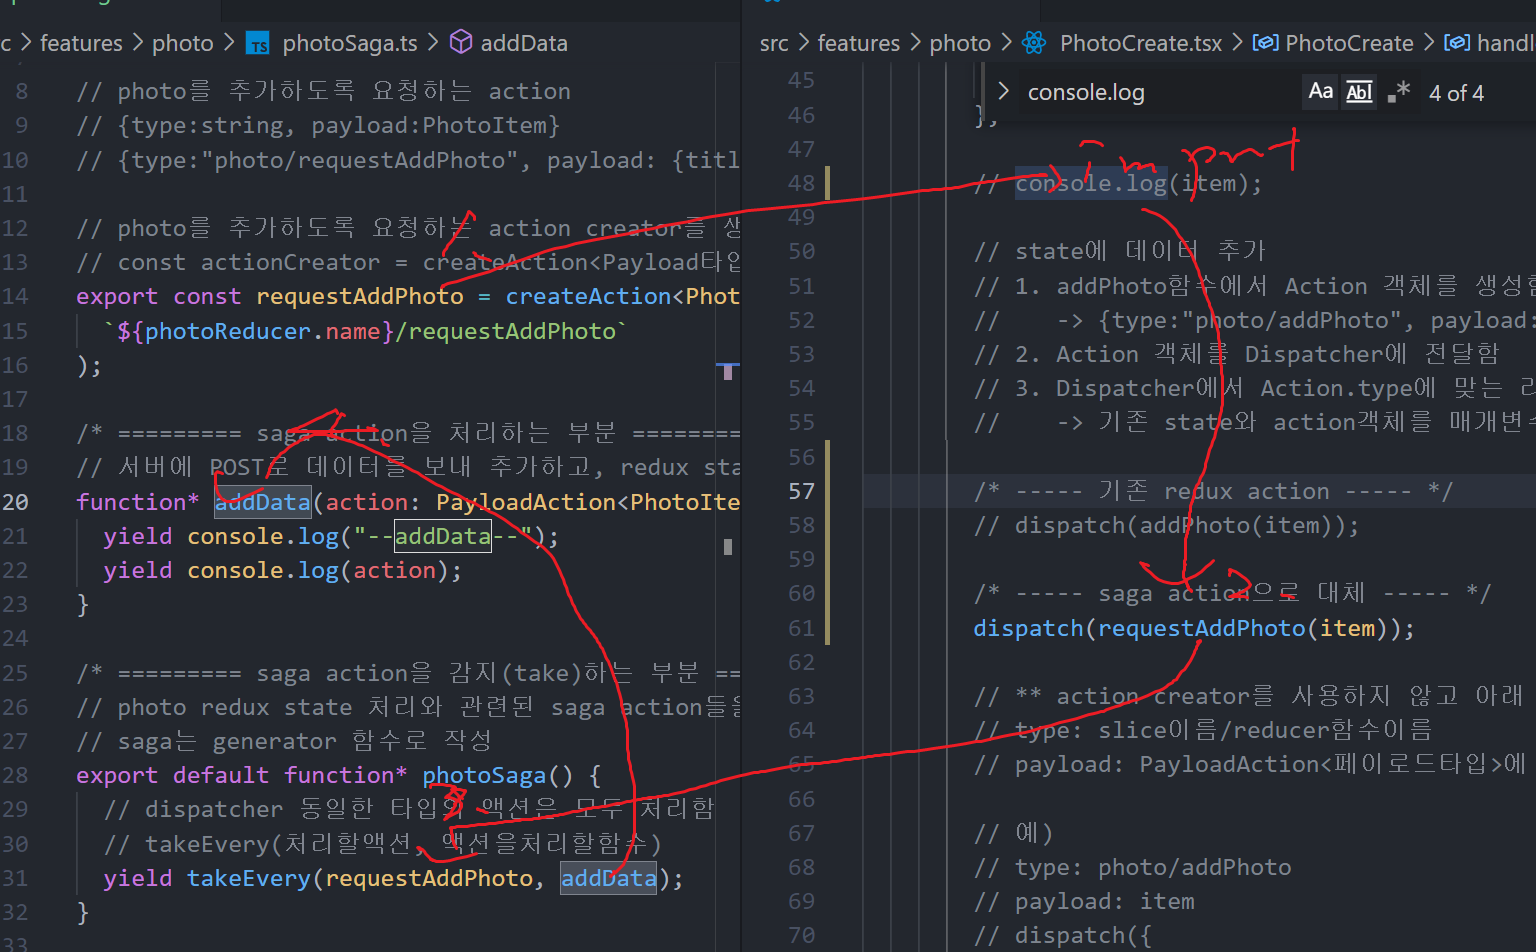 c > features > photo > TS photoSaga.ts > addData
8 // photo를 추가하도록 요청하는 action
9 // {type:string, payload:PhotoItem}
10 // {type:"photo/requestAddPhoto", payload: {titl
11
12 // photo를 추가하도록 요청하는 action creator를 생
13 // const actionCreator = createAction<Payload타입
14 export const requestAddPhoto = createAction<Phot
15 `${photoReducer.name}/requestAddPhoto`
16 );
17
18 /* ========= saga action을 처리하는 부분 ========
19 // 서버에 POST로 데이터를 보내 추가하고, redux sta
20 function* addData(action: PayloadAction<PhotoIte
21 yield console.log("--addData--");
22 yield console.log(action);
23 }
24
25 /* ========= saga action을 감지(take)하는 부분 ==
26 // photo redux state 처리와 관련된 saga action들을
27 // saga는 generator 함수로 작성
28 export default function* photoSaga() {
29 // dispatcher 동일한 타입의 액션은 모두 처리함
30 // takeEvery(처리할액션, 액션을처리할함수)
31 yield takeEvery(requestAddPhoto, addData);
32 }
33
src > features > photo > PhotoCreate.tsx > PhotoCreate > handl
console.log Aa Abl .* 4 of 4
45
46 };
47
48 // console.log(item);
49
50 // state에 데이터 추가
51 // 1. addPhoto함수에서 Action 객체를 생성함
52 // -> {type:"photo/addPhoto", payload:
53 // 2. Action 객체를 Dispatcher에 전달함
54 // 3. Dispatcher에서 Action.type에 맞는 리
55 // -> 기존 state와 action객체를 매개변수
56
57 /* ----- 기존 redux action ----- */
58 // dispatch(addPhoto(item));
59
60 /* ----- saga action으로 대체 ----- */
61 dispatch(requestAddPhoto(item));
62
63 // ** action creator를 사용하지 않고 아래
64 // type: slice이름/reducer함수이름
65 // payload: PayloadAction<페이로드타입>에
66
67 // 예)
68 // type: photo/addPhoto
69 // payload: item
70 // dispatch({